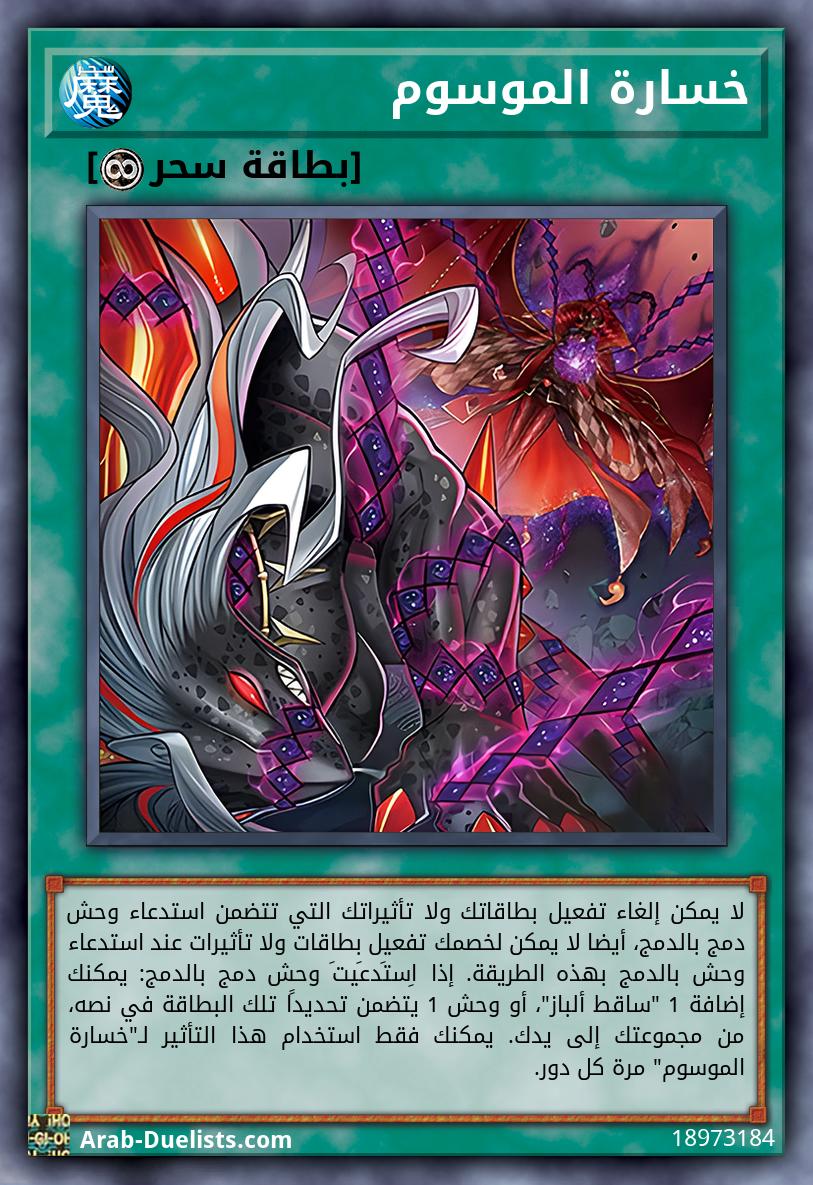 خسارة الموسوم
魔
[بطاقة سحر ∞]
لا يمكن إلغاء تفعيل بطاقاتك ولا تأثيراتك التي تتضمن استدعاء وحش
دمج بالدمج، أيضا لا يمكن لخصمك تفعيل بطاقات ولا تأثيرات عند استدعاء
وحش بالدمج بهذه الطريقة. إذا اِستَدعَيتَ وحش دمج بالدمج: يمكنك
إضافة 1 "ساقط ألباز"، أو وحش 1 يتضمن تحديداً تلك البطاقة في نصه،
من مجموعتك إلى يدك. يمكنك فقط استخدام هذا التأثير لـ"خسارة
الموسوم" مرة كل دور.
Arab-Duelists.com
18973184